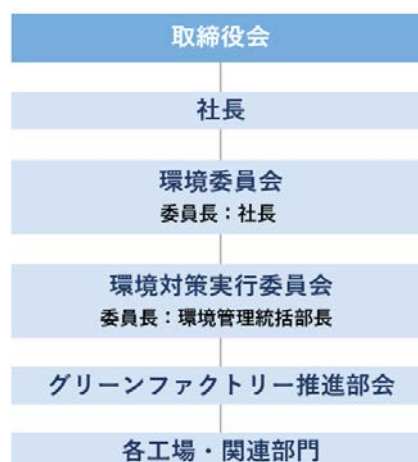 取締役会
社長
環境委員会
委員長：社長
環境対策実行委員会
委員長：環境管理統括部長
グリーンファクトリー推進部会
各工場・関連部門